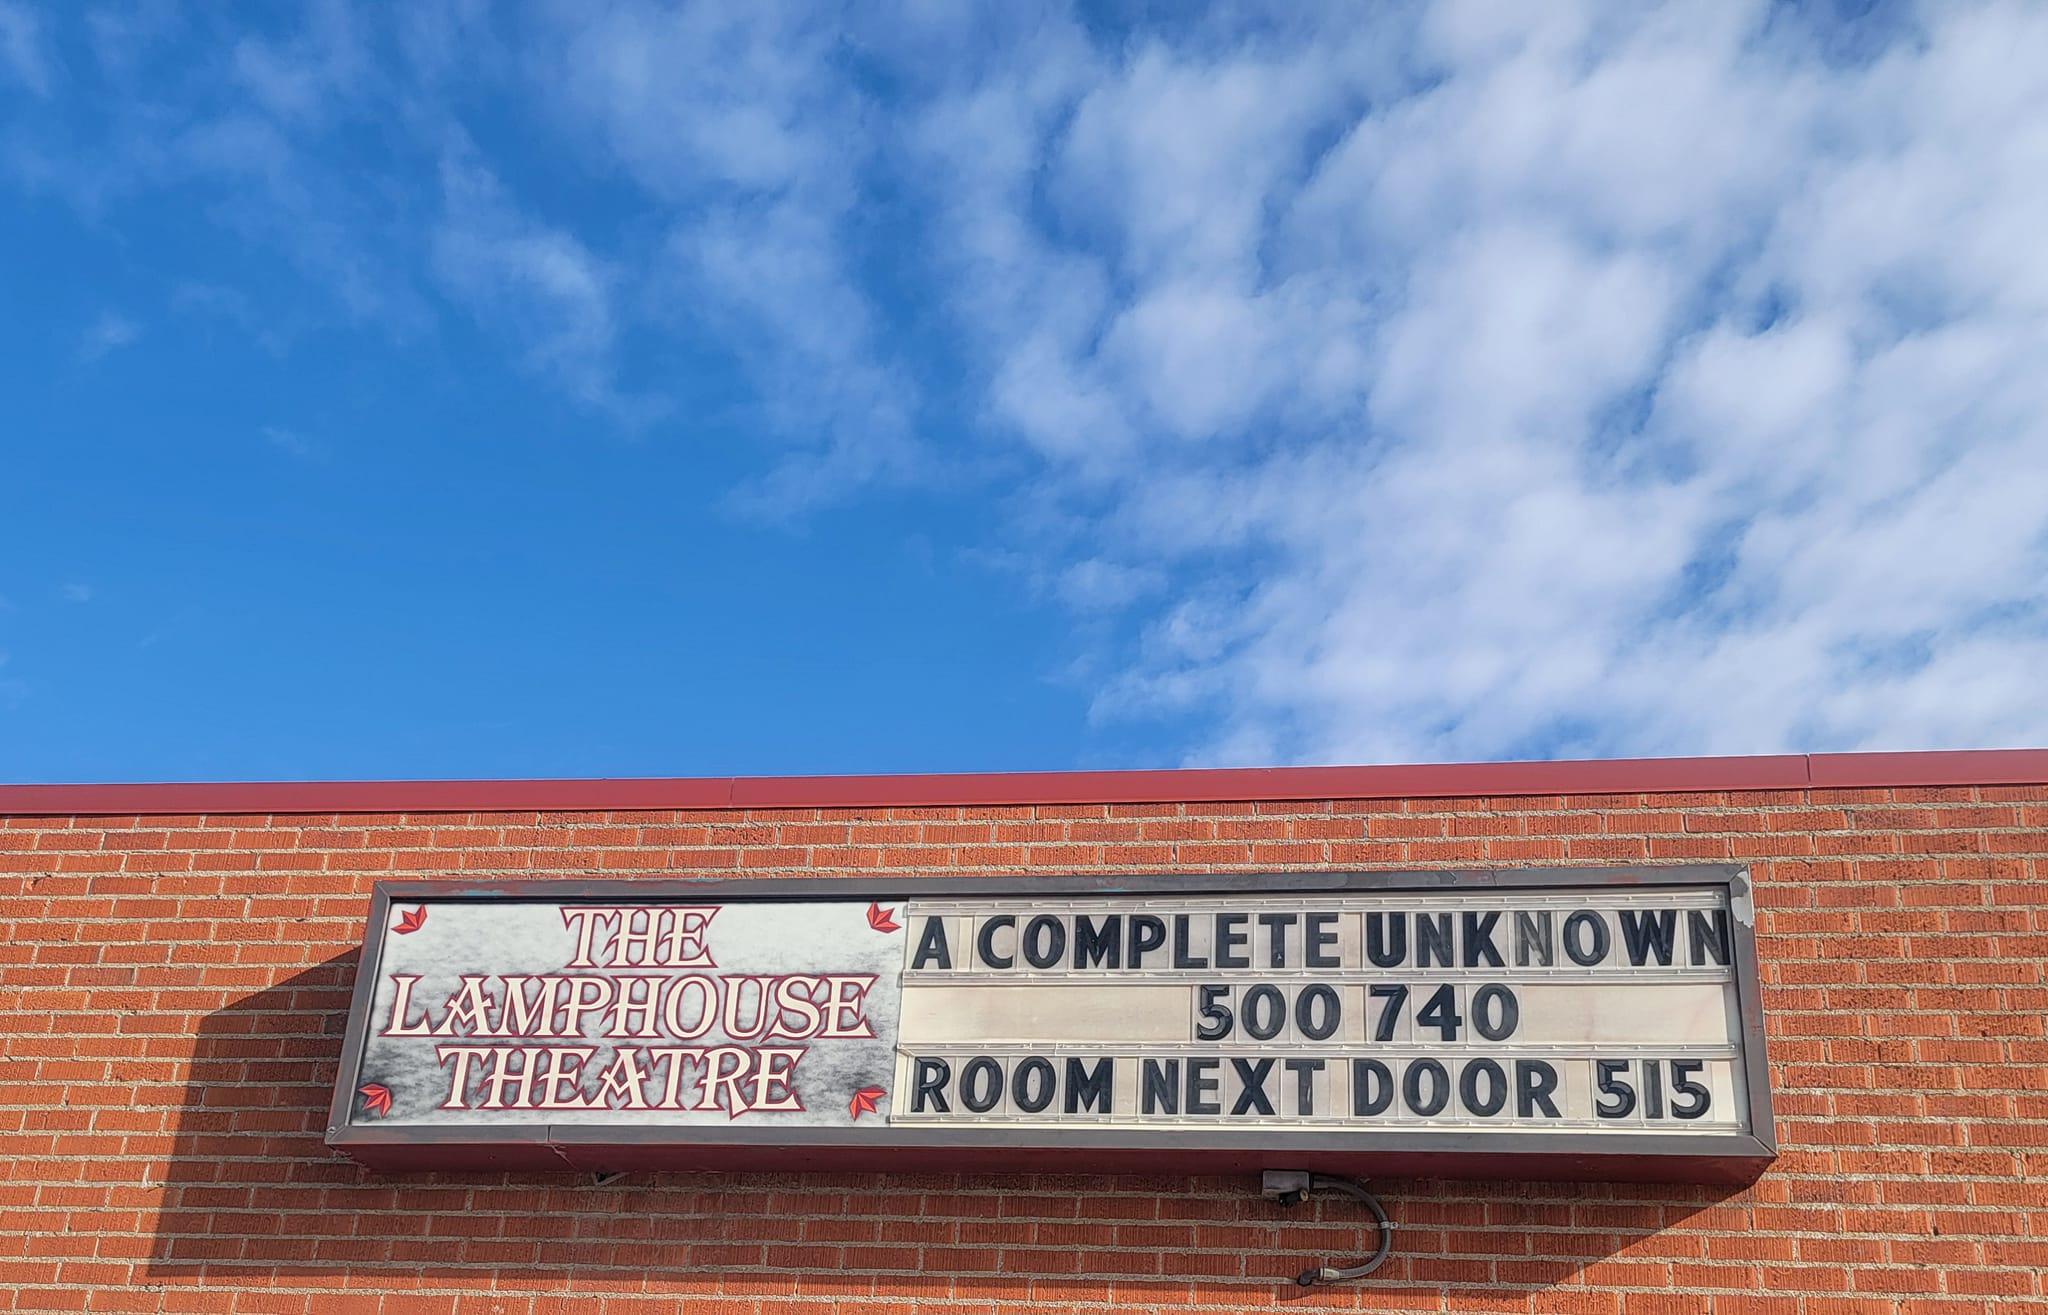 THE
LAMPHOUSE
THEATRE
A COMPLETE UNKNOWN
500 740
ROOM NEXT DOOR 515